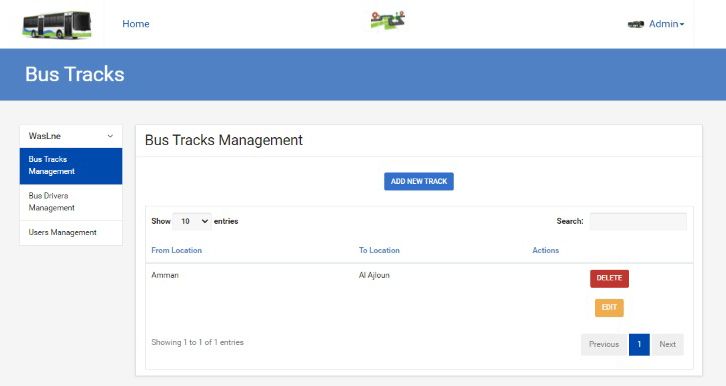 Home
Admin
Bus Tracks
WasLne
Bus Tracks
Management
Bus Drivers
Management
Users Management
Bus Tracks Management
ADD NEW TRACK
Show 10 entries
Search:
From Location To Location Actions
Amman Al Ajloun DELETE
EDIT
Showing 1 to 1 of 1 entries
Previous 1 Next